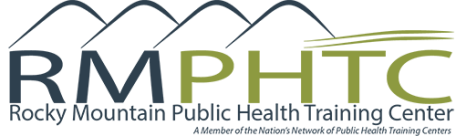 RMPHTC
Rocky Mountain Public Health Training Center
A Member of the Nation's Network of Public Health Training Centers